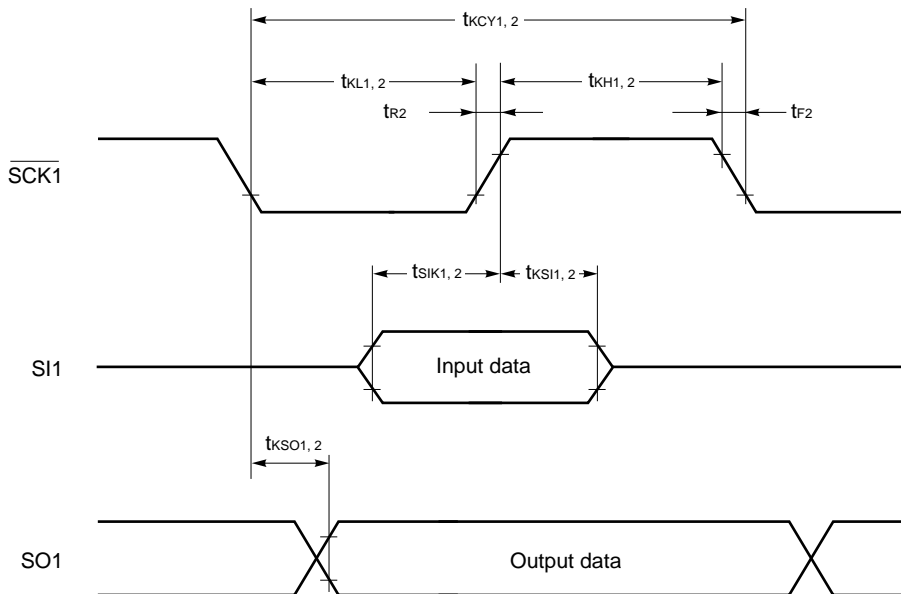 tKCY1, 2
tKL1, 2
tKH1, 2
tR2
tF2
SCK1
tSIK1, 2
tKSI1, 2
SI1
Input data
tKSO1, 2
SO1
Output data